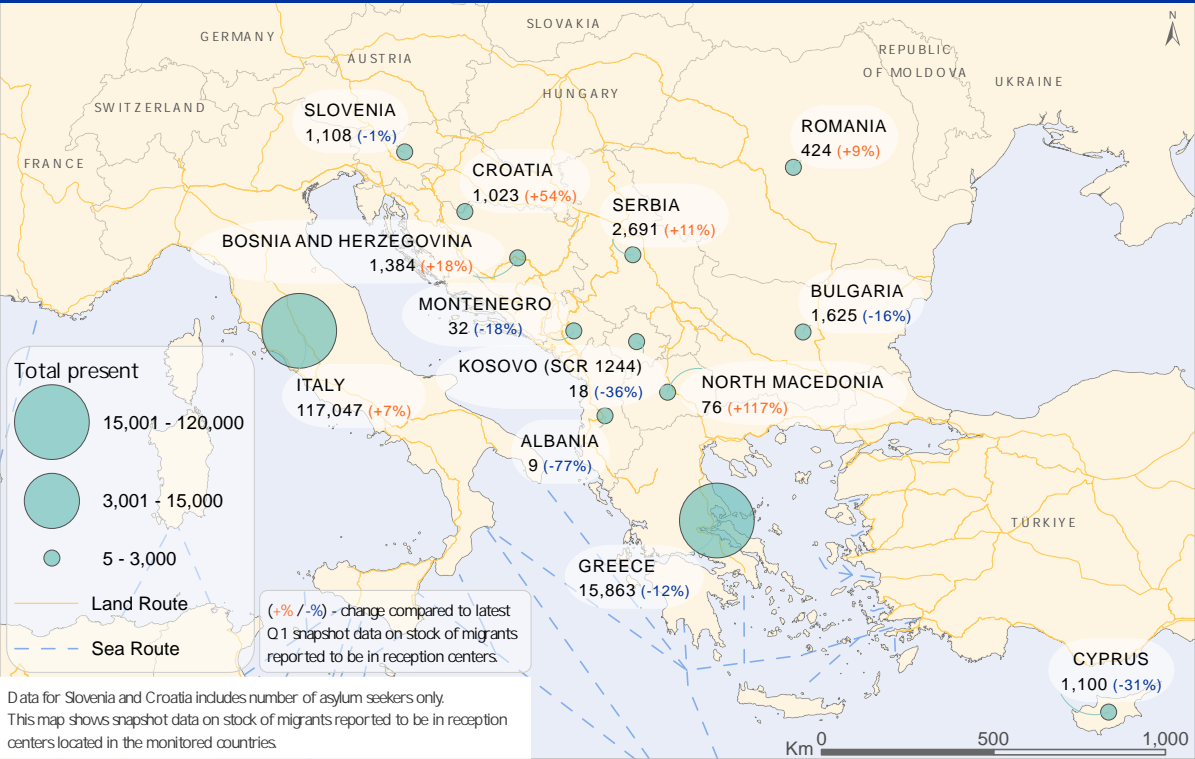 N
SLOVAKIA
GERMANY
AUSTRIA
REPUBLIC
OF MOLDOVA
UKRAINE
HUNGARY
SWITZERLAND
FRANCE
SLOVENIA
1,108 (-1%)
ROMANIA
424 (+9%)
CROATIA
1,023 (+54%)
SERBIA
2,691 (+11%)
BOSNIA AND HERZEGOVINA
1,384 (+18%)
BULGARIA
1,625 (-16%)
MONTENEGRO
32 (-18%)
KOSOVO (SCR 1244)
18 (-36%)
NORTH MACEDONIA
76 (+117%)
ITALY
117,047 (+7%)
ALBANIA
9 (-77%)
TÜRKIYE
GREECE
15,863 (-12%)
CYPRUS
1,100 (-31%)
Total present
15,001 - 120,000
3,001 - 15,000
5 - 3,000
Land Route
Sea Route
(+% / -%) - change compared to latest
Q1 snapshot data on stock of migrants
reported to be in reception centers.
Data for Slovenia and Croatia includes number of asylum seekers only.
This map shows snapshot data on stock of migrants reported to be in reception
centers located in the monitored countries.
Km 0 500 1,000